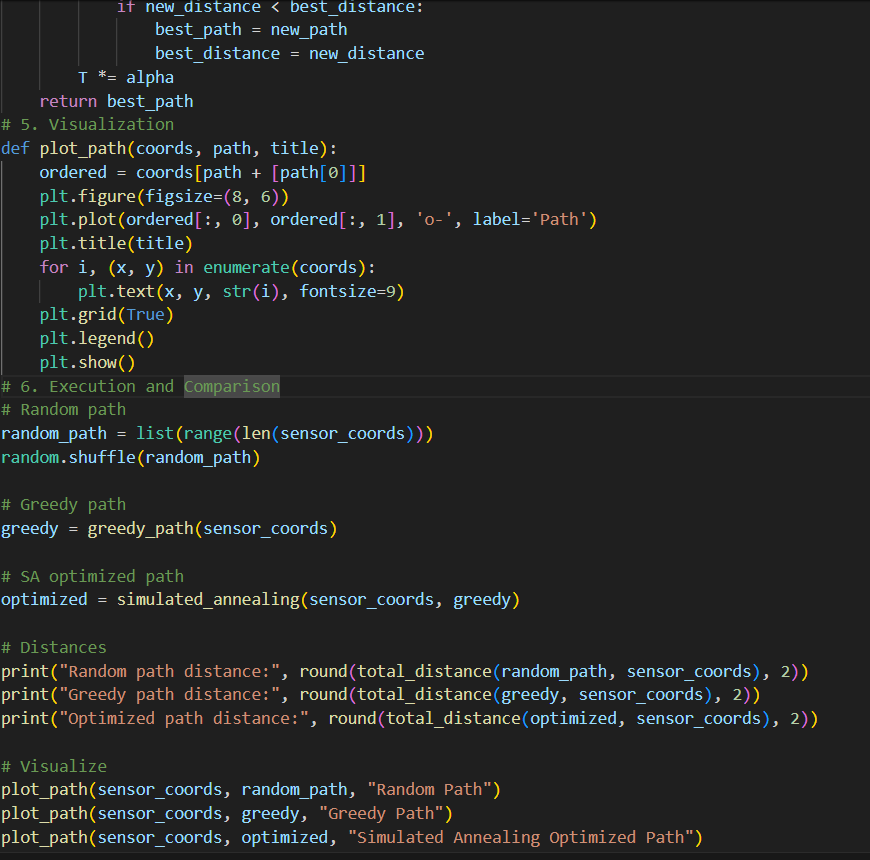 if new_distance < best_distance:
                best_path = new_path
                best_distance = new_distance
        T *= alpha
    return best_path
# 5. Visualization
def plot_path(coords, path, title):
    ordered = coords[path + [path[0]]]
    plt.figure(figsize=(8, 6))
    plt.plot(ordered[:, 0], ordered[:, 1], 'o-', label='Path')
    plt.title(title)
    for i, (x, y) in enumerate(coords):
        plt.text(x, y, str(i), fontsize=9)
    plt.grid(True)
    plt.legend()
    plt.show()
# 6. Execution and Comparison
# Random path
random_path = list(range(len(sensor_coords)))
random.shuffle(random_path)

# Greedy path
greedy = greedy_path(sensor_coords)

# SA optimized path
optimized = simulated_annealing(sensor_coords, greedy)

# Distances
print("Random path distance:", round(total_distance(random_path, sensor_coords), 2))
print("Greedy path distance:", round(total_distance(greedy, sensor_coords), 2))
print("Optimized path distance:", round(total_distance(optimized, sensor_coords), 2))

# Visualize
plot_path(sensor_coords, random_path, "Random Path")
plot_path(sensor_coords, greedy, "Greedy Path")
plot_path(sensor_coords, optimized, "Simulated Annealing Optimized Path")